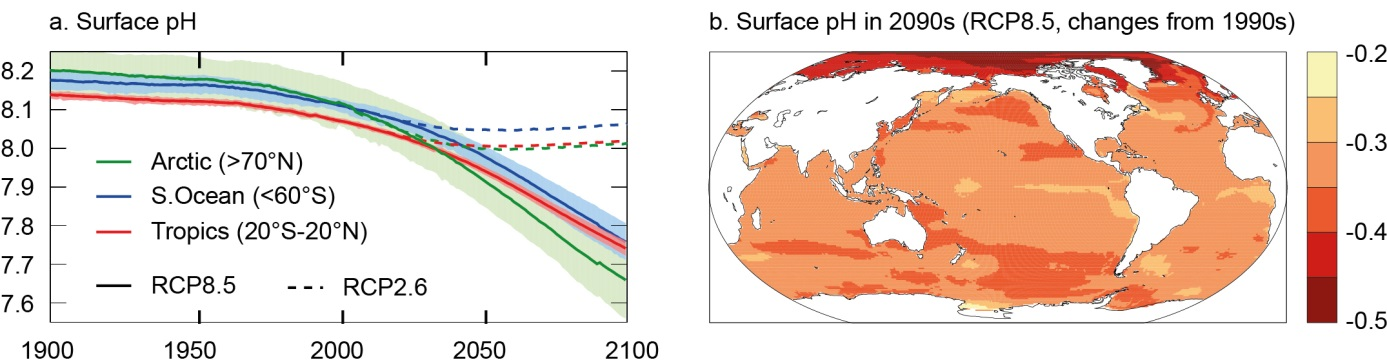 a. Surface pH
8.2
8.1
8.0
7.9
7.8
7.7
7.6
Arctic (>70°N)
S.Ocean (<60°S)
Tropics (20°S-20°N)
RCP8.5
RCP2.6
1900
1950
2000
2050
2100
b. Surface pH in 2090s (RCP8.5, changes from 1990s)
-0.2
-0.3
-0.4
-0.5